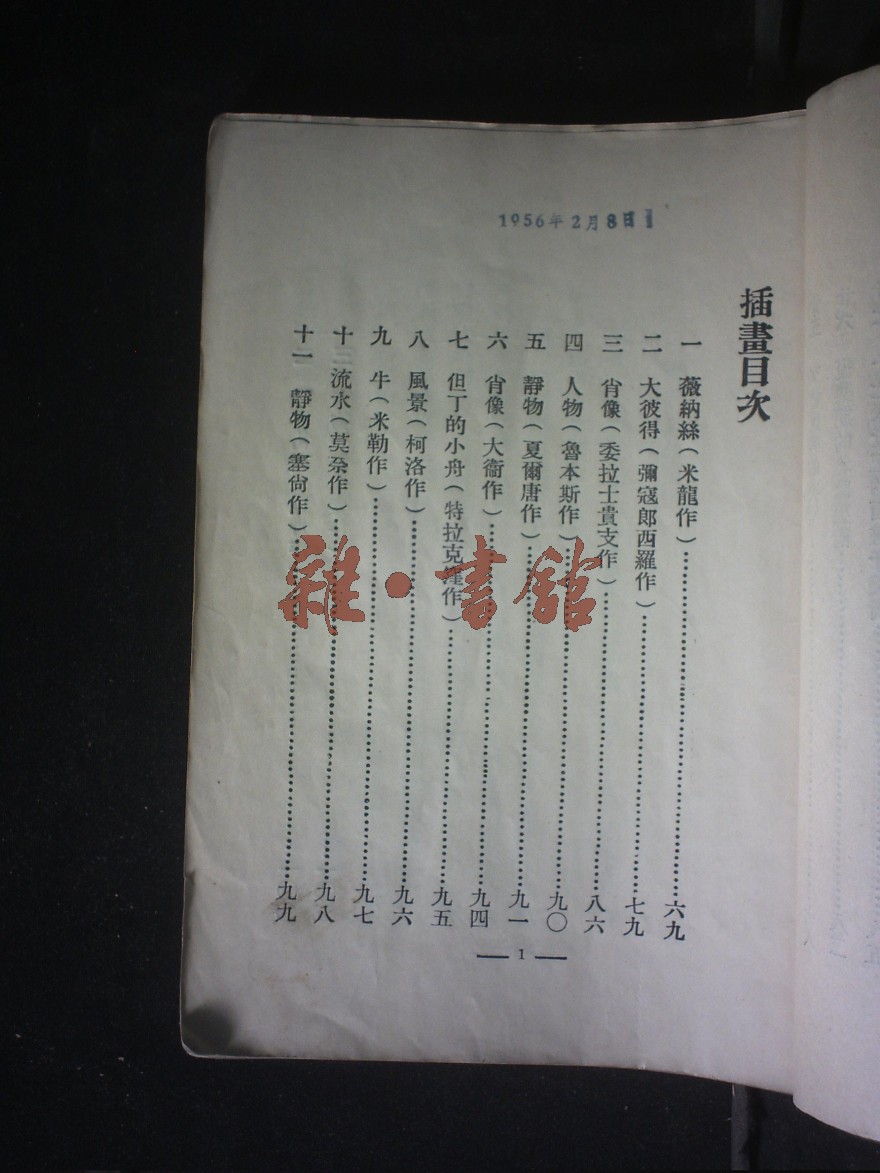 1956年2月8日
插畫目次
一 薇納絲(米龍作)……六九
二 大彼得(彌寇郎西羅作)……七九
三 肖像(委拉士貴支作)……八六
四 人物(魯本斯作)……九〇
五 靜物(夏爾唐作)……九一
六 肖像(大衞作)……九四
七 但丁的小舟(特拉克窪作)……九五
八 風景(柯洛作)……九六
九 牛(米勒作)……九七
十 流水(莫奈作)……九八
十一 靜物(塞尙作)……九九
— 1 —
雜·書館